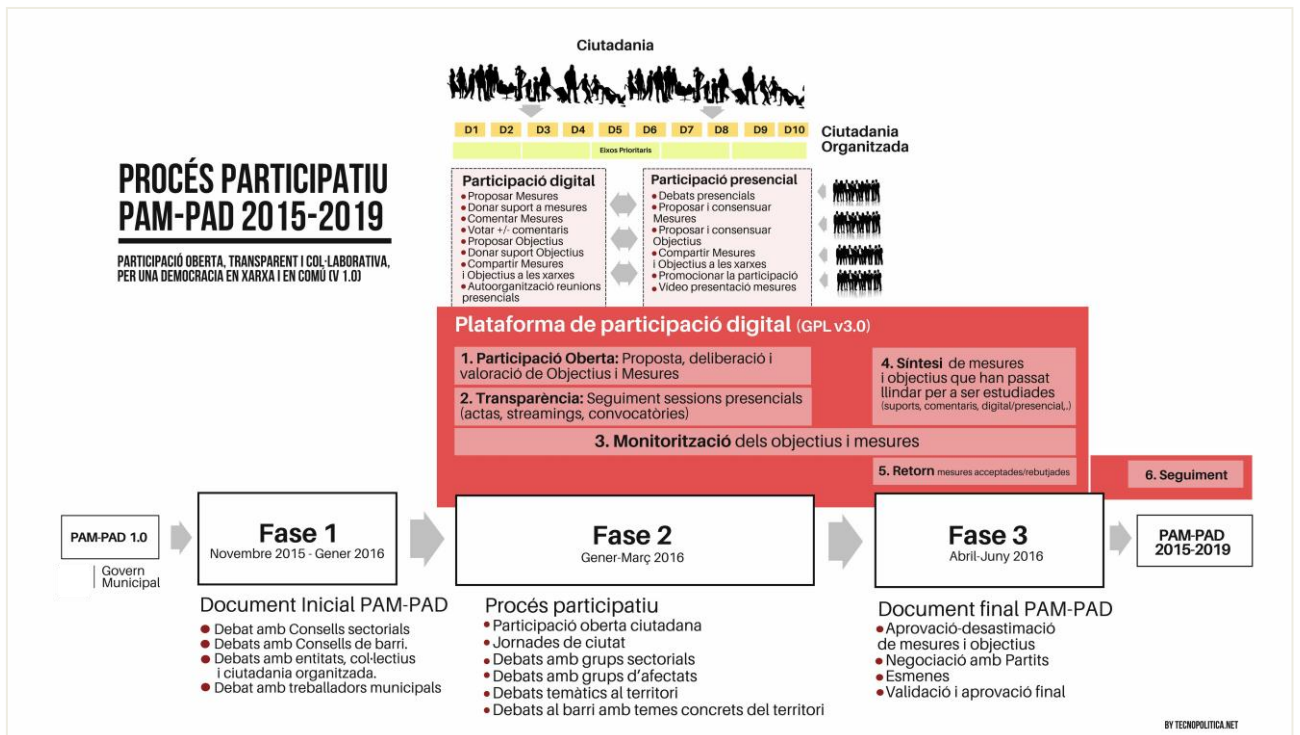 Ciutadania
D1 D2 D3 D4 D5 D6 D7 D8 D9 D10
Eixos Prioritaris
Ciutadania
Organitzada
PROCÉS PARTICIPATIU
PAM-PAD 2015-2019
PARTICIPACIÓ OBERTA, TRANSPARENT I COL·LABORATIVA,
PER UNA DEMOCRACIA EN XARXA I EN COMÚ (V 1.0)
Participació digital
• Proposar Mesures
• Donar suport a mesures
• Comentar Mesures
• Votar +/- comentaris
• Proposar Objectius
• Donar suport Objectius
• Compartir Mesures
i Objectius a les xarxes
• Autoorganització reunions
presencials
Participació presencial
• Debats presencials
• Proposar i consensuar
Mesures
• Proposar i consensuar
Objectius
• Compartir Mesures
i Objectius a les xarxes
• Promocionar la participació
• Video presentació mesures
Plataforma de participació digital (GPL v3.0)
1. Participació Oberta: Proposta, deliberació i
valoració de Objectius i Mesures
2. Transparència: Seguiment sessions presencials
(actas, streamings, convocatòries)
3. Monitorització dels objectius i mesures
4. Síntesi de mesures
i objectius que han passat
llindar per a ser estudiades
(suports, comentaris, digital/presencial,.)
5. Retorn mesures acceptades/rebutjades
6. Seguiment
PAM-PAD 1.0
Govern
Municipal
Fase 1
Novembre 2015 - Gener 2016
Fase 2
Gener-Març 2016
Fase 3
Abril-Juny 2016
PAM-PAD
2015-2019
Document Inicial PAM-PAD
• Debat amb Consells sectorials
• Debats amb Consells de barri.
• Debats amb entitats, col·lectius
i ciutadania organitzada.
• Debat amb treballadors municipals
Procés participatiu
• Participació oberta ciutadana
• Jornades de ciutat
• Debats amb grups sectorials
• Debats amb grups d'afectats
• Debats temàtics al territori
• Debats al barri amb temes concrets del territori
Document final PAM-PAD
• Aprovació-desastimació
de mesures i objectius
• Negociació amb Partits
• Esmenes
• Validació i aprovació final
BY TECNOPOLITICA.NET